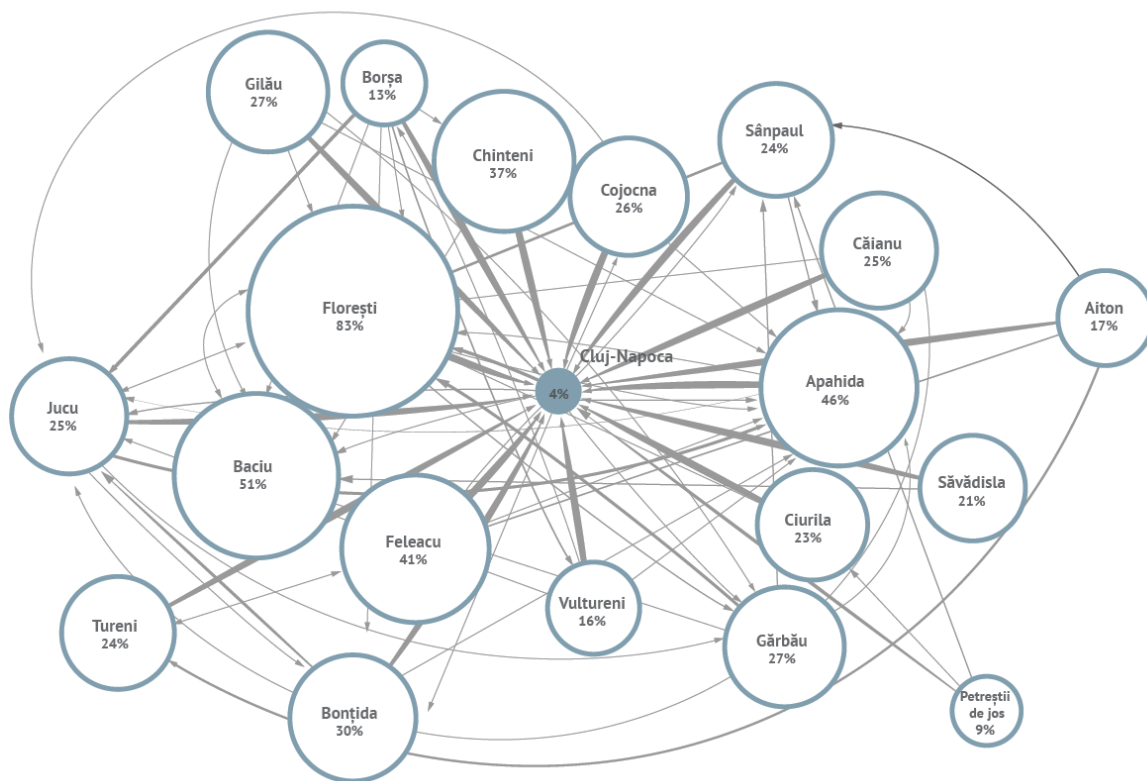 Gilău
27%
Borșa
13%
Chinteni
37%
Cojocna
26%
Sânpaul
24%
Căianu
25%
Aiton
17%
Florești
83%
Cluj-Napoca
4%
Apahida
46%
Jucu
25%
Baciu
51%
Săvădisla
21%
Ciurila
23%
Feleacu
41%
Vultureni
16%
Tureni
24%
Gărbău
27%
Bonțida
30%
Petreștii
de jos
9%